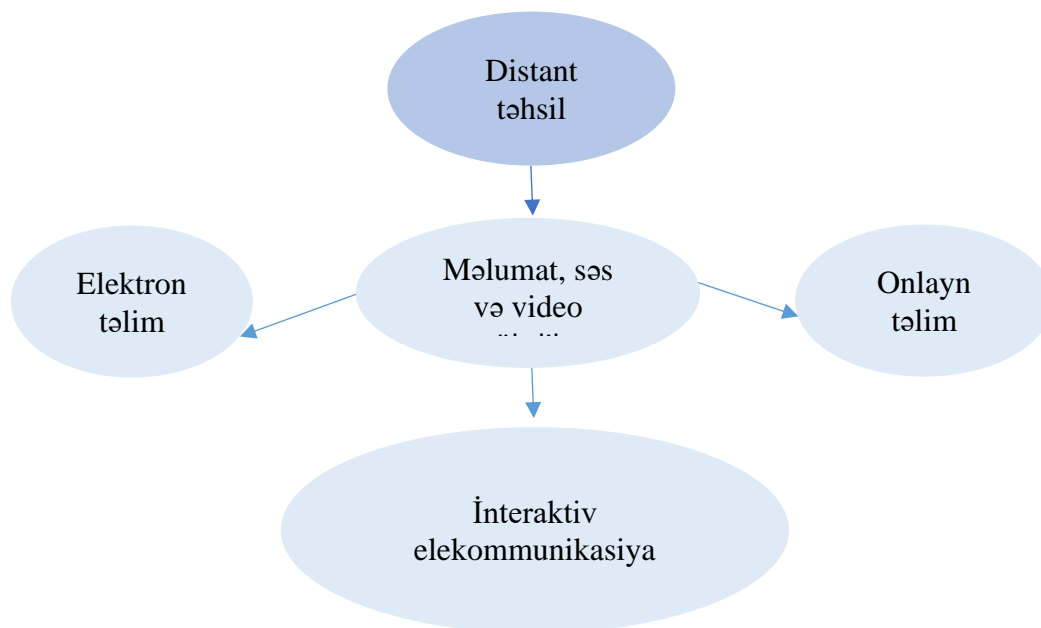 Distant
təhsil
Elektron
təlim
Məlumat, səs
və video
Onlayn
təlim
İnteraktiv
elekommunikasiya